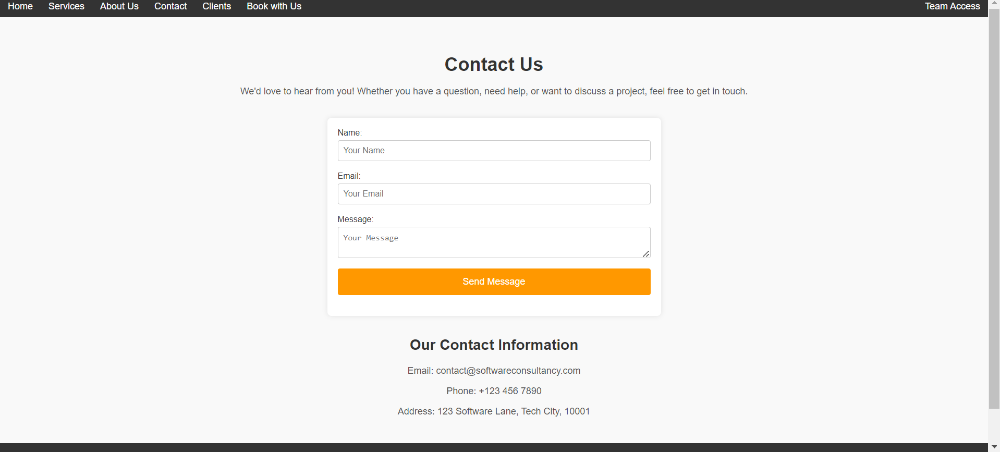 Home Services About Us Contact Clients Book with Us Team Access
Contact Us
We'd love to hear from you! Whether you have a question, need help, or want to discuss a project, feel free to get in touch.
Name:
Your Name
Email:
Your Email
Message:
Your Message
Send Message
Our Contact Information
Email: contact@softwareconsultancy.com
Phone: +123 456 7890
Address: 123 Software Lane, Tech City, 10001